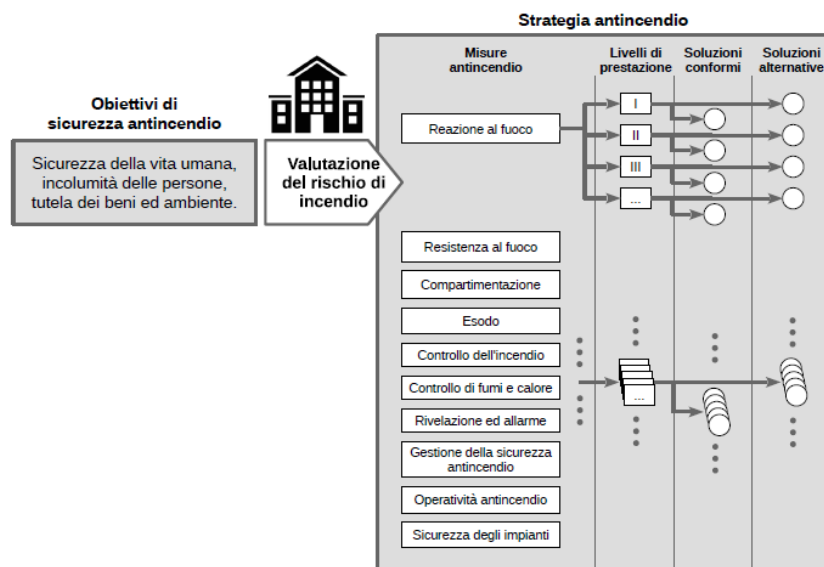 Strategia antincendio
Misure
antincendio
Livelli di
prestazione
Soluzioni
conformi
Soluzioni
alternative
Obiettivi di
sicurezza antincendio
Sicurezza della vita umana,
incolumità delle persone,
tutela dei beni ed ambiente.
Valutazione
del rischio di
incendio
Reazione al fuoco
I
II
III
...
Resistenza al fuoco
Compartimentazione
Esodo
Controllo dell'incendio
Controllo di fumi e calore
...
Rivelazione ed allarme
Gestione della sicurezza
antincendio
Operatività antincendio
Sicurezza degli impianti